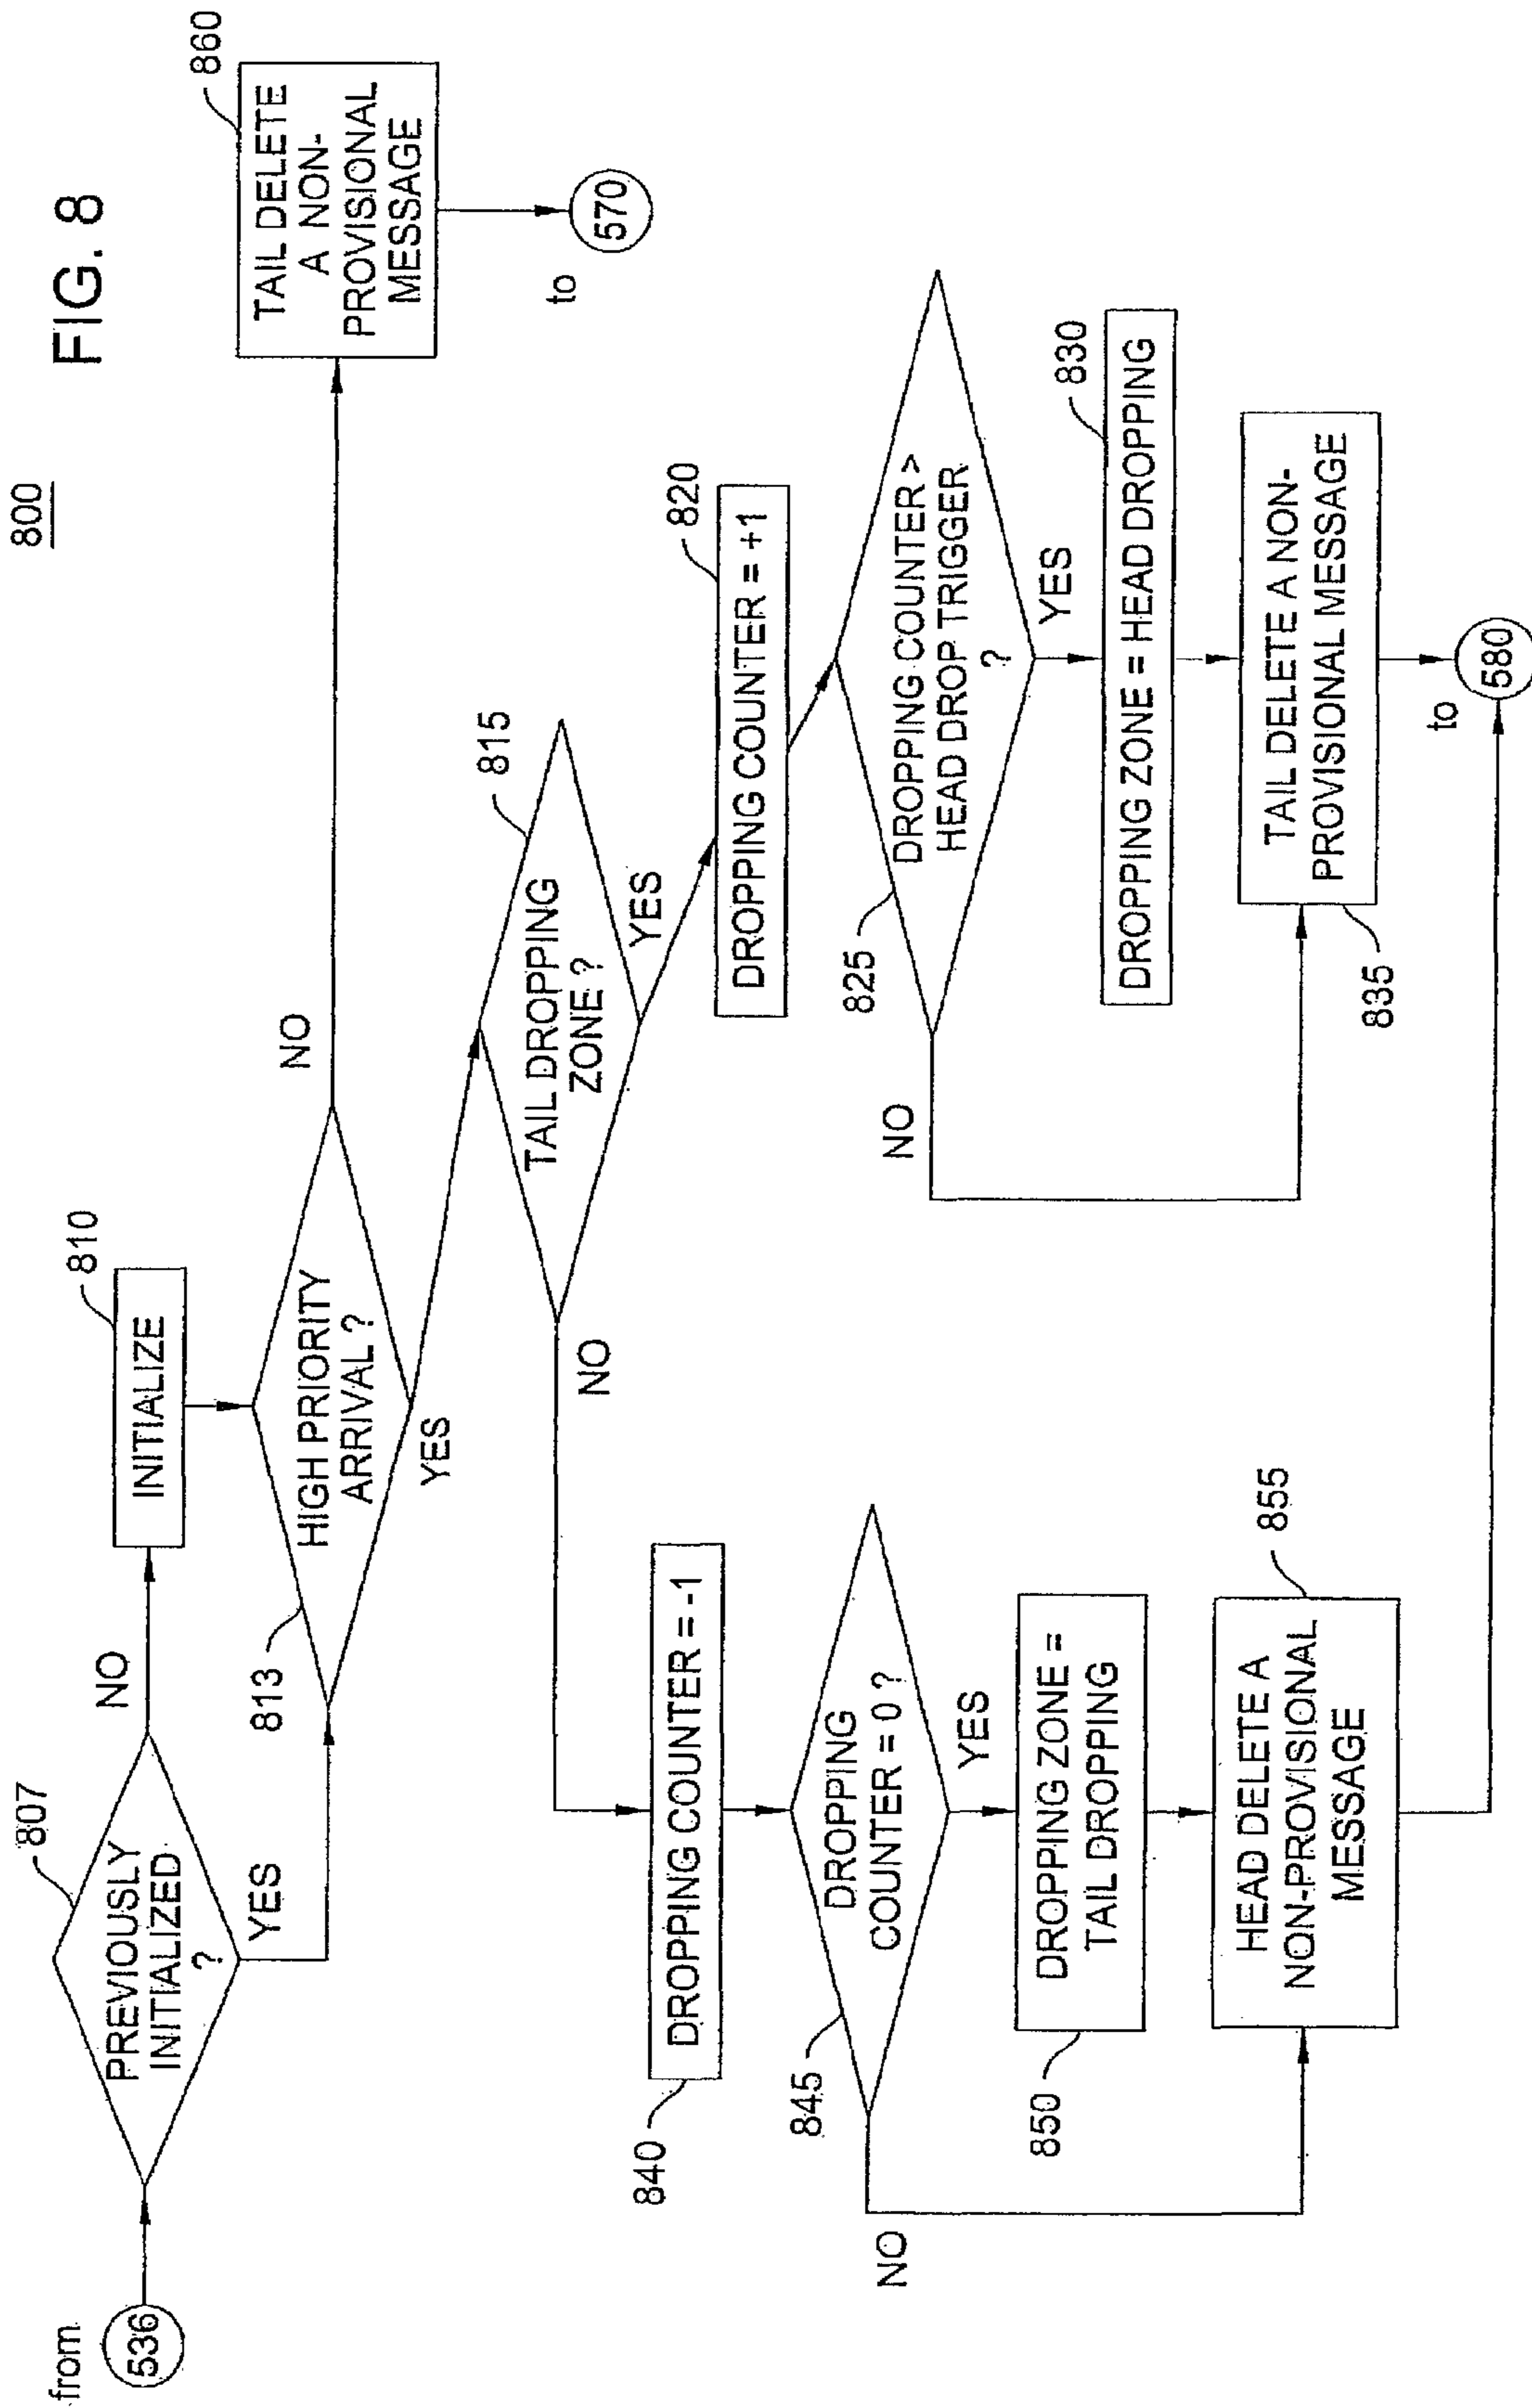 800
FIG. 8
from
536
807
PREVIOUSLY
INITIALIZED
?
NO
YES
810
INITIALIZE
813
HIGH PRIORITY
ARRIVAL ?
NO
YES
860
TAIL DELETE
A NON-
PROVISIONAL
MESSAGE
to
570
815
TAIL DROPPING
ZONE ?
NO
YES
820
DROPPING COUNTER = +1
825
DROPPING COUNTER >
HEAD DROP TRIGGER
?
NO
YES
830
DROPPING ZONE = HEAD DROPPING
835
TAIL DELETE A NON-
PROVISIONAL MESSAGE
to
580
840
DROPPING COUNTER = -1
845
DROPPING
COUNTER = 0 ?
NO
YES
850
DROPPING ZONE =
TAIL DROPPING
855
HEAD DELETE A
NON-PROVISIONAL
MESSAGE